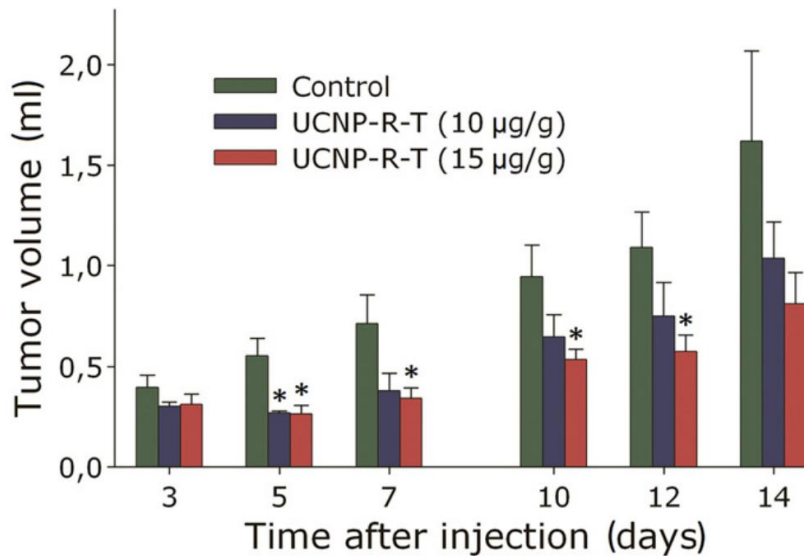 Tumor volume (ml)
2,0
1,5
1,0
0,5
0,0
Control
UCNP-R-T (10 µg/g)
UCNP-R-T (15 µg/g)
* *
*
*
*
3 5 7 10 12 14
Time after injection (days)